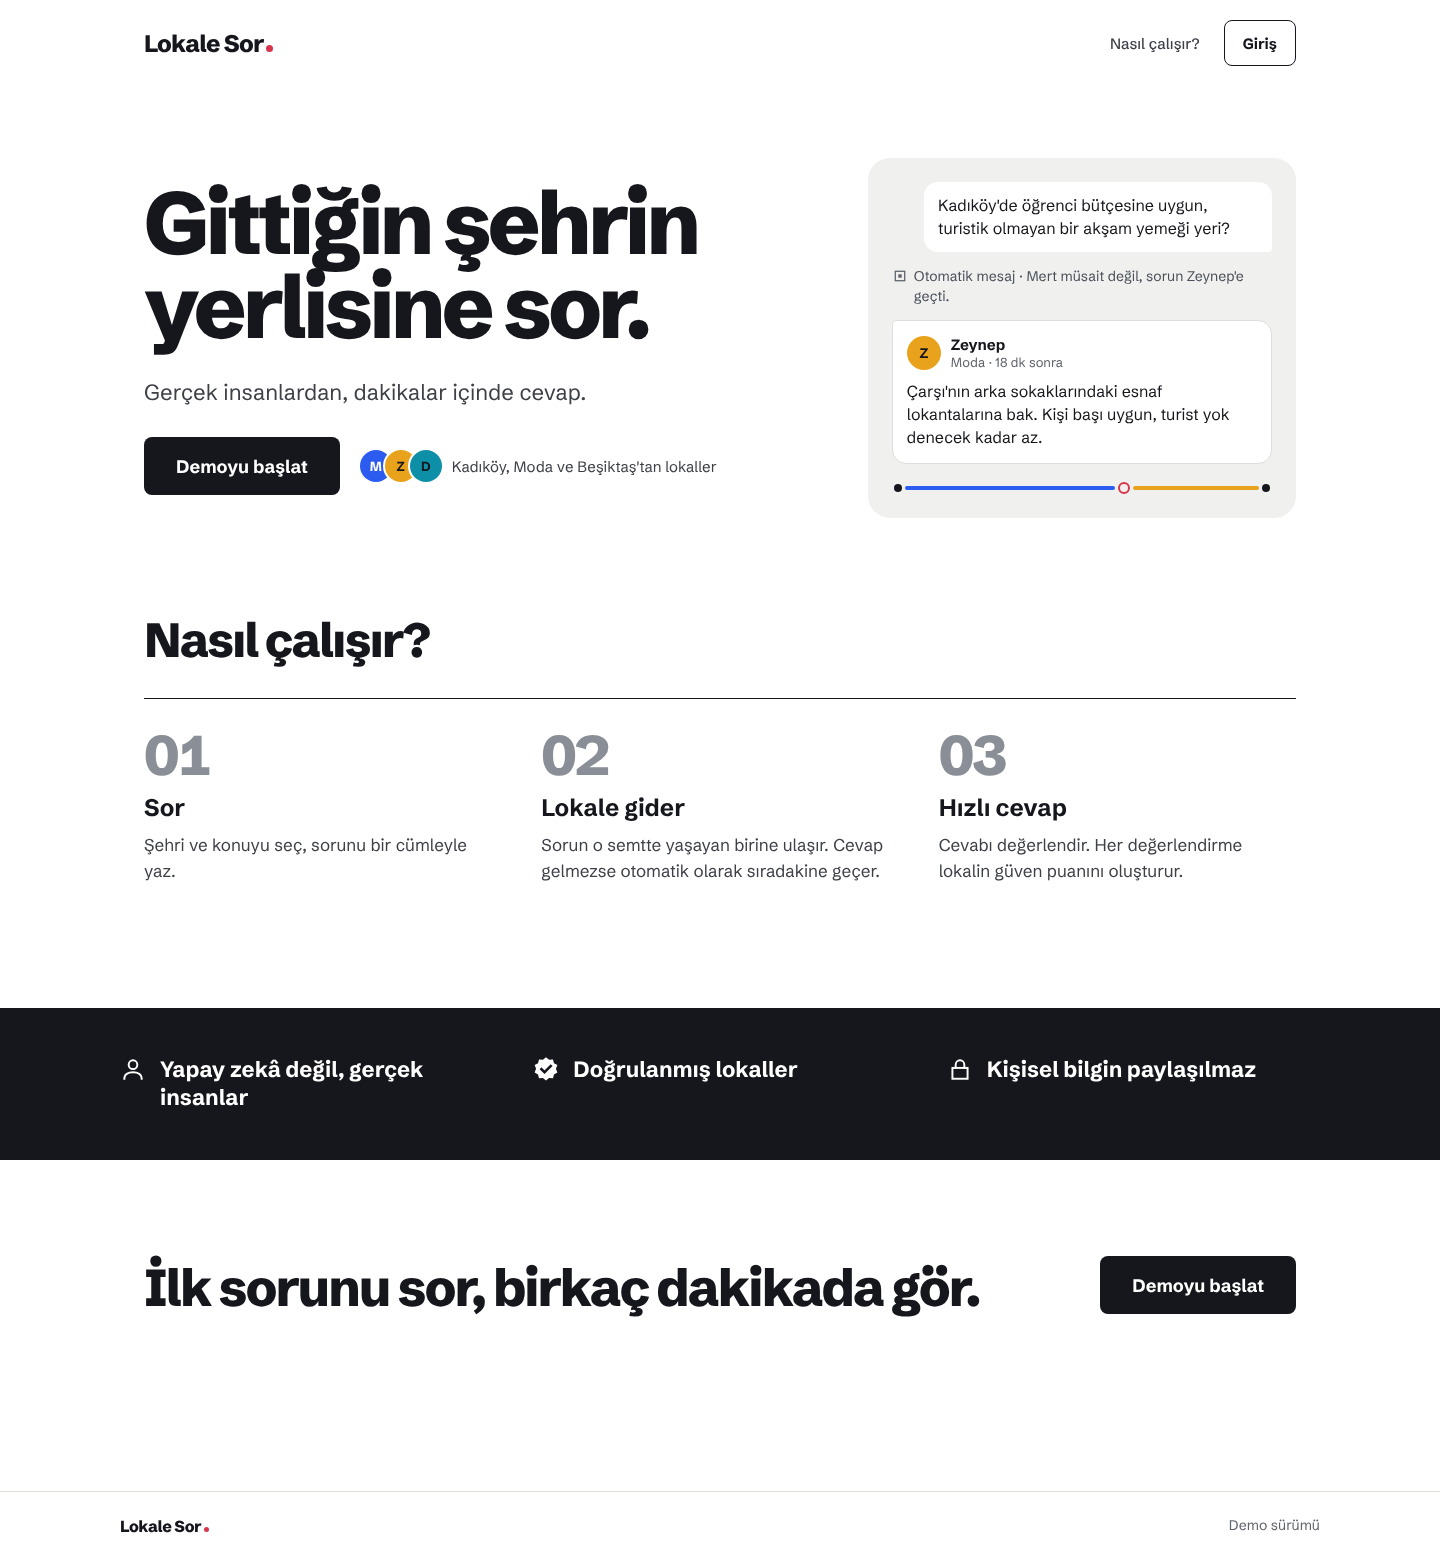 Lokale Sor.
Nasıl çalışır?
Giriş
Gittiğin şehrin
yerlisine sor.
Gerçek insanlardan, dakikalar içinde cevap.
Demoyu başlat
M Z D Kadıköy, Moda ve Beşiktaş'tan lokaller
Kadıköy'de öğrenci bütçesine uygun,
turistik olmayan bir akşam yemeği yeri?
Otomatik mesaj · Mert müsait değil, sorun Zeynep'e
geçti.
Z
Zeynep
Moda · 18 dk sonra
Çarşı'nın arka sokaklarındaki esnaf
lokantalarına bak. Kişi başı uygun, turist yok
denecek kadar az.
Nasıl çalışır?
01
Sor
Şehri ve konuyu seç, sorunu bir cümleyle
yaz.
02
Lokale gider
Sorun o semtte yaşayan birine ulaşır. Cevap
gelmezse otomatik olarak sıradakine geçer.
03
Hızlı cevap
Cevabı değerlendir. Her değerlendirme
lokalin güven puanını oluşturur.
Yapay zekâ değil, gerçek
insanlar
Doğrulanmış lokaller
Kişisel bilgin paylaşılmaz
İlk sorunu sor, birkaç dakikada gör.
Demoyu başlat
Lokale Sor.
Demo sürümü